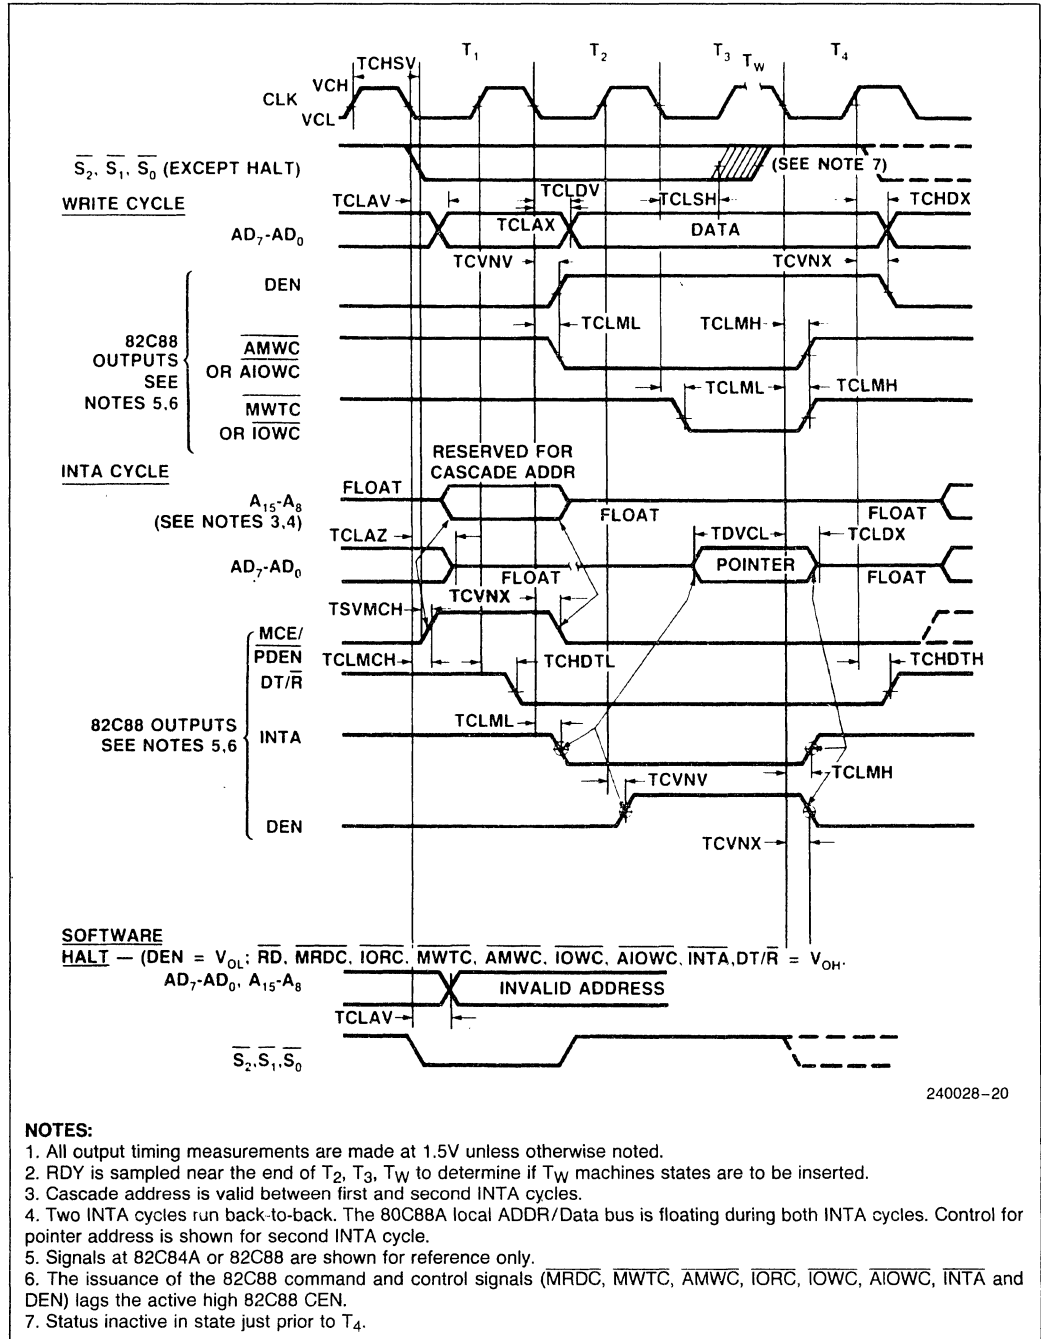 T1 T2 T3 TW T4
TCHSV
VCH
CLK
VCL
S2, S1, S0 (EXCEPT HALT)
(SEE NOTE 7)
WRITE CYCLE
TCLAV
TCLDV
TCLSH
TCHDX
TCLAX
DATA
AD7-AD0
TCVNV
TCVNX
DEN
TCLML
TCLMH
82C88
OUTPUTS
SEE
NOTES 5,6
AMWC
OR AIOWC
TCLML
TCLMH
MWTC
OR IOWC
INTA CYCLE
RESERVED FOR
CASCADE ADDR
FLOAT
A15-A8
(SEE NOTES 3,4)
FLOAT
FLOAT
TCLAZ
TDVCL
TCLDX
AD7-AD0
FLOAT
POINTER
FLOAT
TCVNX
TSVMCH
MCE/
PDEN
TCLMCH
TCHDTL
TCHDTH
DT/R
82C88 OUTPUTS
SEE NOTES 5,6
TCLML
INTA
TCLMH
TCVNV
DEN
TCVNX
SOFTWARE
HALT — (DEN = VOL; RD, MRDC, IORC, MWTC, AMWC, IOWC, AIOWC, INTA,DT/R = VOH.
AD7-AD0, A15-A8
INVALID ADDRESS
TCLAV
S2,S1,S0
240028-20
NOTES:
1. All output timing measurements are made at 1.5V unless otherwise noted.
2. RDY is sampled near the end of T2, T3, TW to determine if TW machines states are to be inserted.
3. Cascade address is valid between first and second INTA cycles.
4. Two INTA cycles run back-to-back. The 80C88A local ADDR/Data bus is floating during both INTA cycles. Control for
pointer address is shown for second INTA cycle.
5. Signals at 82C84A or 82C88 are shown for reference only.
6. The issuance of the 82C88 command and control signals (MRDC, MWTC, AMWC, IORC, IOWC, AIOWC, INTA and
DEN) lags the active high 82C88 CEN.
7. Status inactive in state just prior to T4.